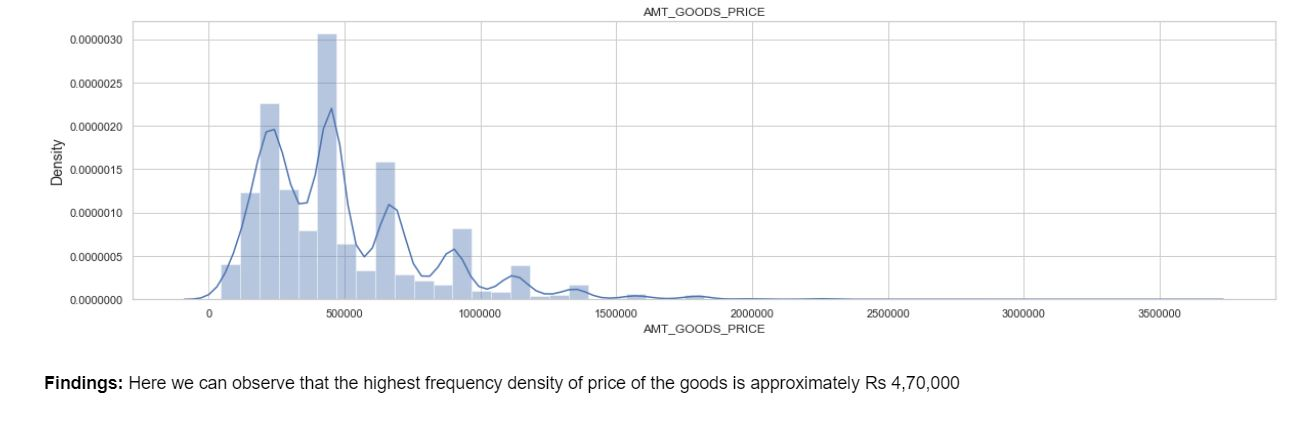 AMT_GOODS_PRICE
0.0000030
0.0000025
0.0000020
0.0000015
0.0000010
0.0000005
0.0000000
Density
0 500000 1000000 1500000 2000000 2500000 3000000 3500000
AMT_GOODS_PRICE
Findings: Here we can observe that the highest frequency density of price of the goods is approximately Rs 4,70,000